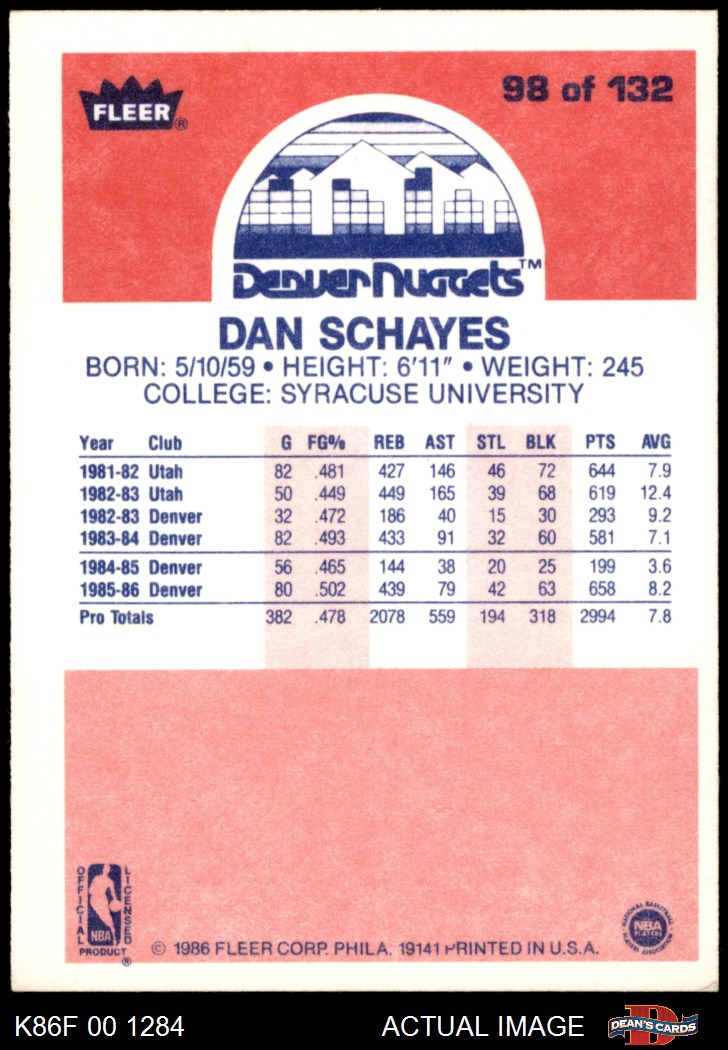 FLEER®
98 of 132
Denver Nuggets™
DAN SCHAYES
BORN: 5/10/59 • HEIGHT: 6'11" • WEIGHT: 245
COLLEGE: SYRACUSE UNIVERSITY
Year Club G FG% REB AST STL BLK PTS AVG
1981-82 Utah 82 .481 427 146 46 72 644 7.9
1982-83 Utah 50 .449 449 165 39 68 619 12.4
1982-83 Denver 32 .472 186 40 15 30 293 9.2
1983-84 Denver 82 .493 433 91 32 60 581 7.1
1984-85 Denver 56 .465 144 38 20 25 199 3.6
1985-86 Denver 80 .502 439 79 42 63 658 8.2
Pro Totals 382 .478 2078 559 194 318 2994 7.8
OFFICIAL LICENSED
NBA
PRODUCT®
© 1986 FLEER CORP. PHILA. 19141 PRINTED IN U.S.A.
NATIONAL BASKETBALL
NBA
PLAYERS
ASSOCIATION
K86F 00 1284
ACTUAL IMAGE
D
DEAN'S CARDS